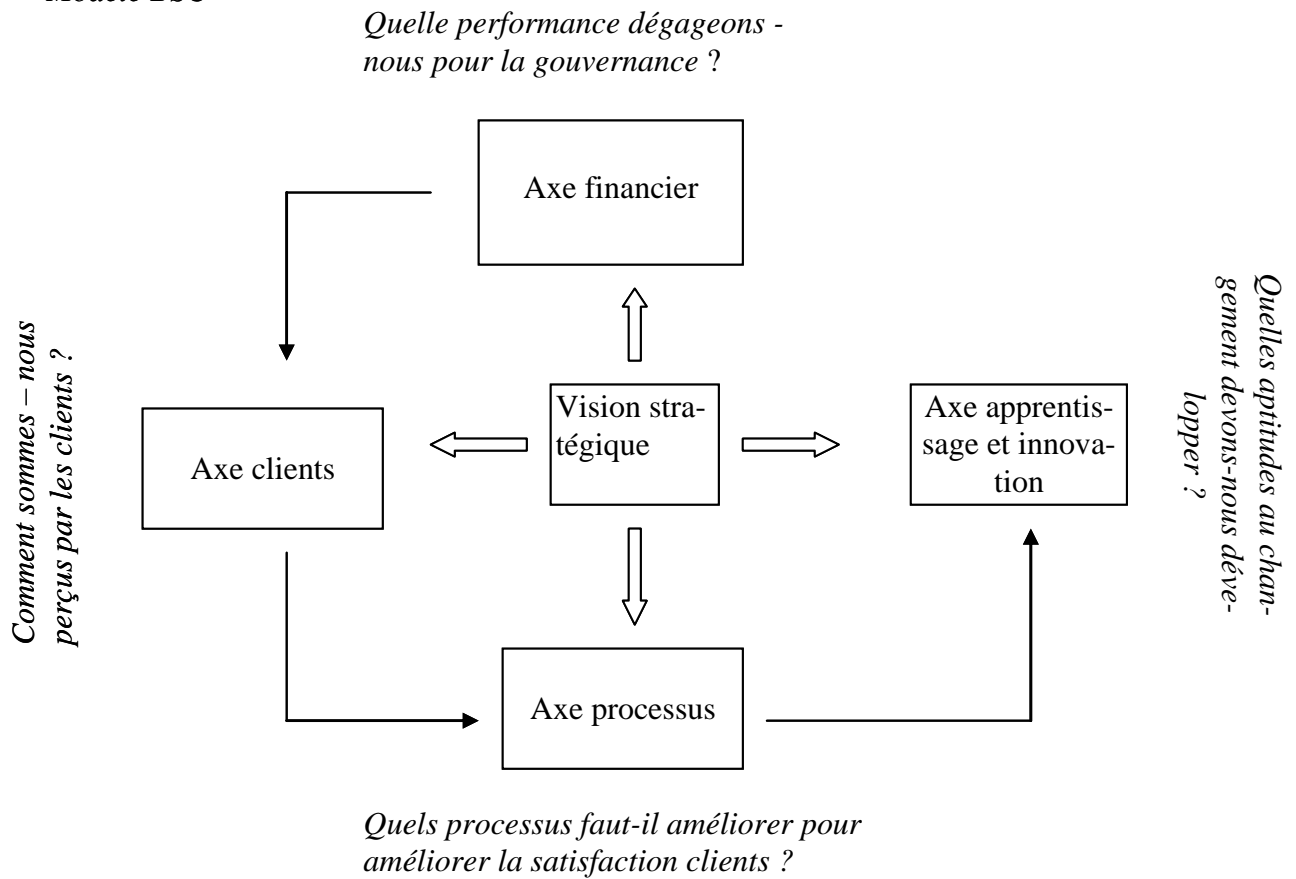 Quelle performance dégageons -
nous pour la gouvernance ?
Axe financier
Comment sommes – nous
perçus par les clients ?
Axe clients
Vision stra-
tégique
Axe apprentis-
sage et innova-
tion
Quelles aptitudes au chan-
gement devons-nous déve-
lopper ?
Axe processus
Quels processus faut-il améliorer pour
améliorer la satisfaction clients ?